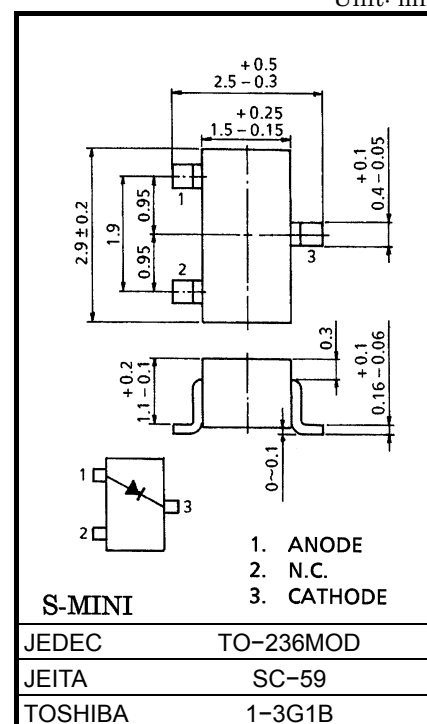 Unit: mm
+0.5
2.5-0.3
+0.25
1.5-0.15
+0.1
0.4-0.05
2.9±0.2
1.9
0.95
0.95
1
2
3
+0.2
1.1-0.1
0.3
+0.1
0.16-0.06
0~0.1
1
2
3
1. ANODE
2. N.C.
3. CATHODE
S-MINI
JEDEC TO-236MOD
JEITA SC-59
TOSHIBA 1-3G1B